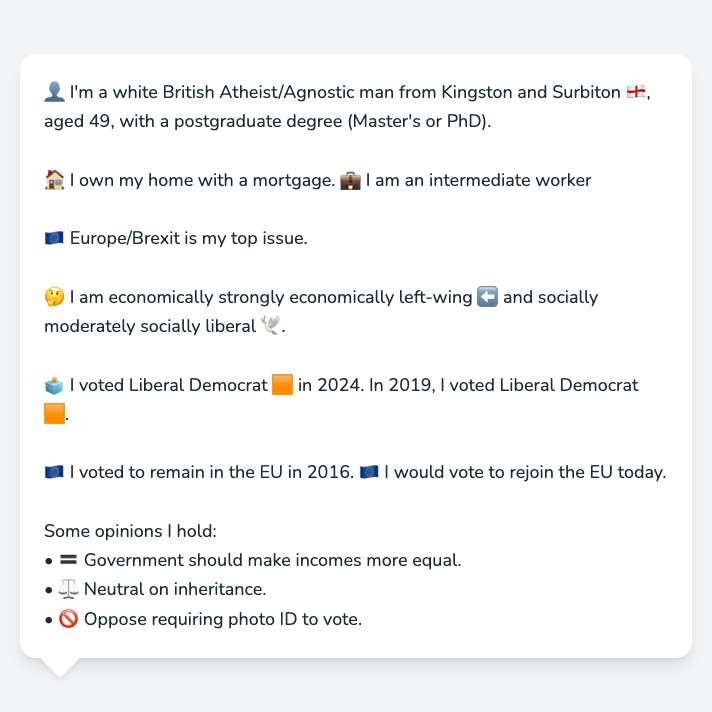 👤 I'm a white British Atheist/Agnostic man from Kingston and Surbiton 🏴󠁧󠁢󠁥󠁮󠁧󠁿,
aged 49, with a postgraduate degree (Master's or PhD).
🏠 I own my home with a mortgage. 💼 I am an intermediate worker
🇪🇺 Europe/Brexit is my top issue.
🤔 I am economically strongly economically left-wing ⬅️ and socially
moderately socially liberal 🕊️.
🗳️ I voted Liberal Democrat 🟧 in 2024. In 2019, I voted Liberal Democrat
🟧.
🇪🇺 I voted to remain in the EU in 2016. 🇪🇺 I would vote to rejoin the EU today.
Some opinions I hold:
• 🟰 Government should make incomes more equal.
• ⚖️ Neutral on inheritance.
• 🚫 Oppose requiring photo ID to vote.